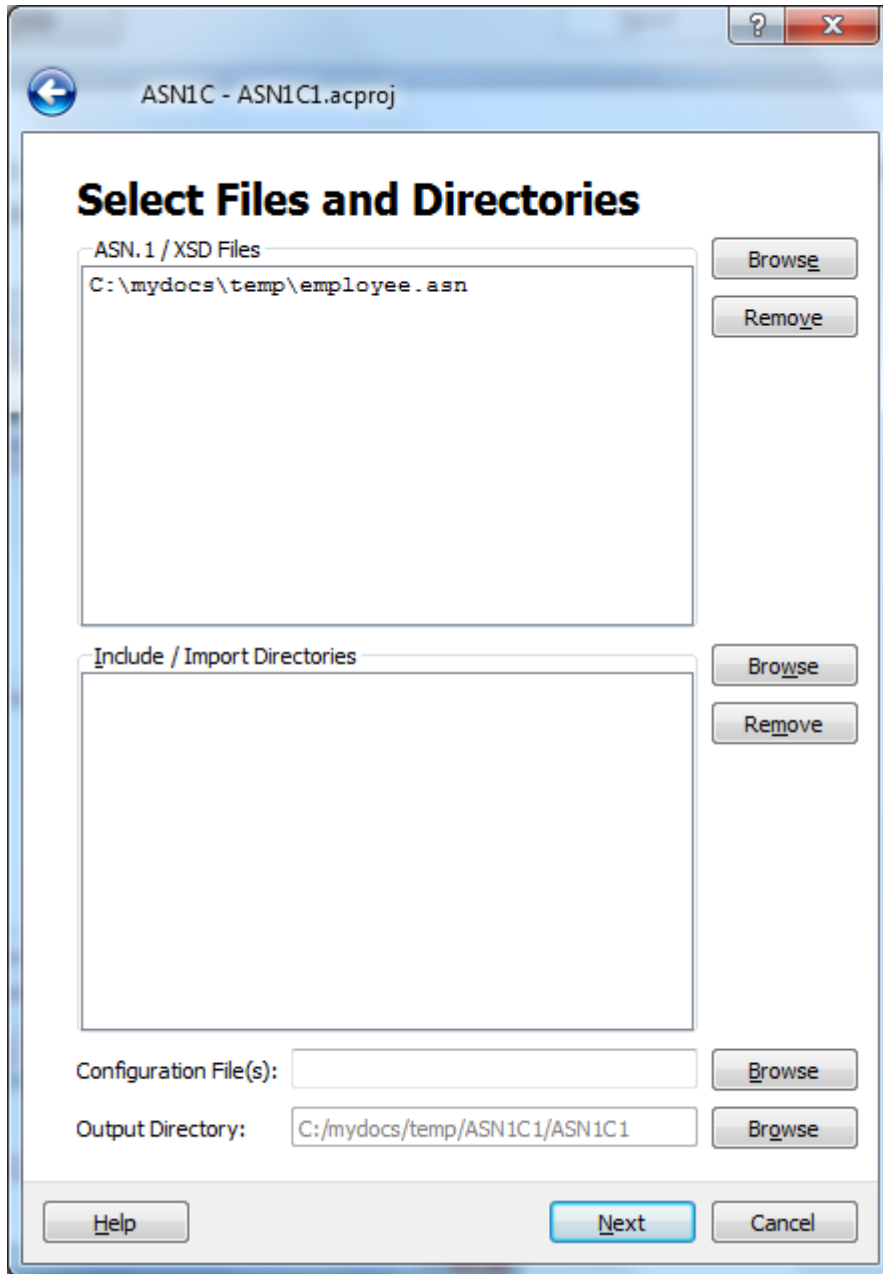 ?
X
ASN1C - ASN1C1.acproj
Select Files and Directories
ASN.1 / XSD Files
Browse
C:\mydocs\temp\employee.asn
Remove
Include / Import Directories
Browse
Remove
Configuration File(s):
Browse
Output Directory:
C:/mydocs/temp/ASN1C1/ASN1C1
Browse
Help
Next
Cancel